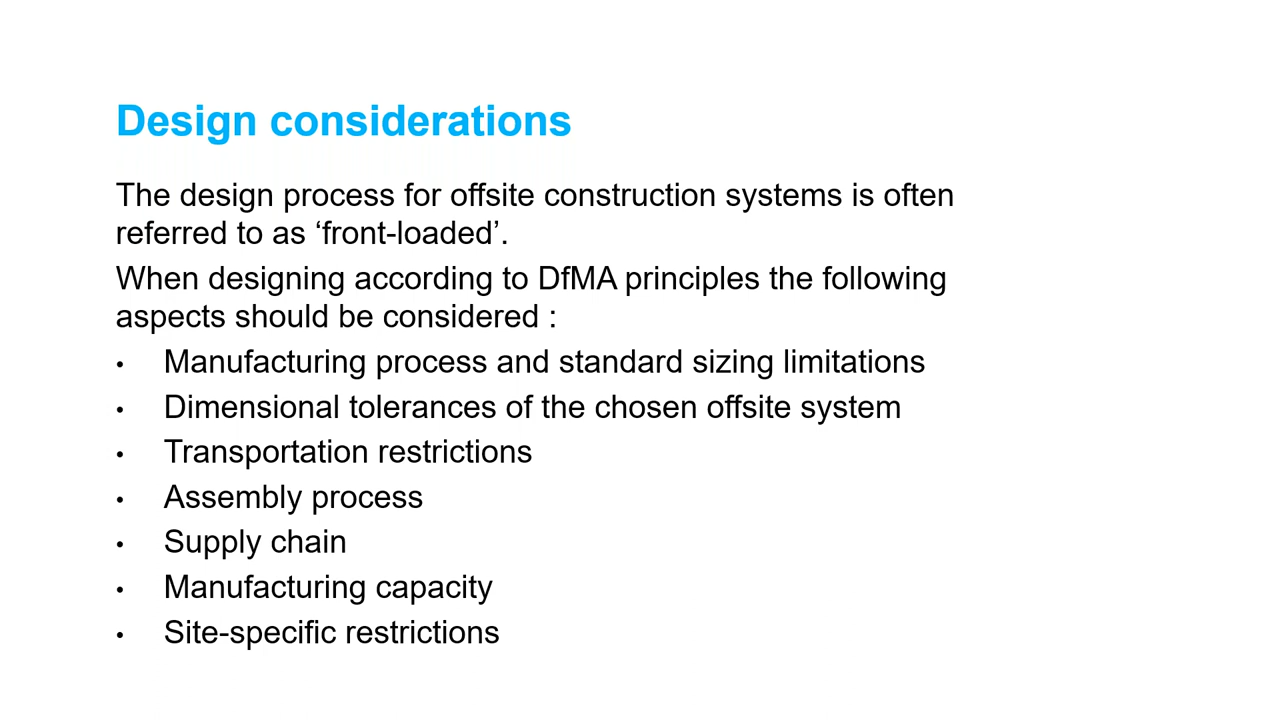 Design considerations
The design process for offsite construction systems is often
referred to as ‘front-loaded’.
When designing according to DfMA principles the following
aspects should be considered :
• Manufacturing process and standard sizing limitations
• Dimensional tolerances of the chosen offsite system
• Transportation restrictions
• Assembly process
• Supply chain
• Manufacturing capacity
• Site-specific restrictions